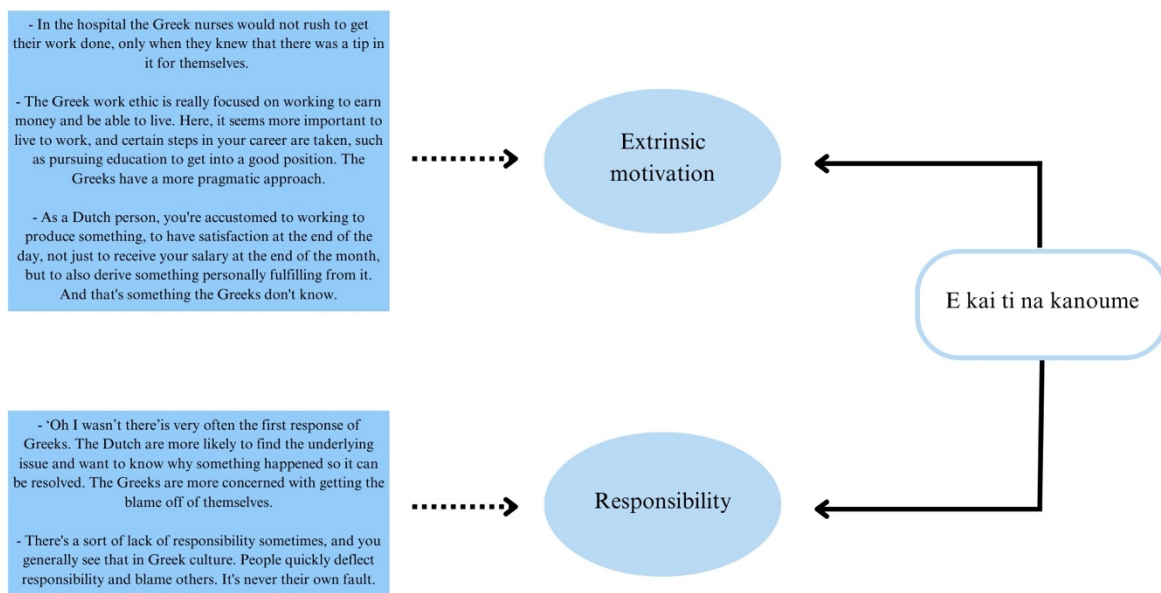 - In the hospital the Greek nurses would not rush to get
their work done, only when they knew that there was a tip in
it for themselves.
- The Greek work ethic is really focused on working to earn
money and be able to live. Here, it seems more important to
live to work, and certain steps in your career are taken, such
as pursuing education to get into a good position. The
Greeks have a more pragmatic approach.
- As a Dutch person, you're accustomed to working to
produce something, to have satisfaction at the end of the
day, not just to receive your salary at the end of the month,
but to also derive something personally fulfilling from it.
And that's something the Greeks don't know.
Extrinsic
motivation
E kai ti na kanoume
- ‘Oh I wasn’t there’is very often the first response of
Greeks. The Dutch are more likely to find the underlying
issue and want to know why something happened so it can
be resolved. The Greeks are more concerned with getting the
blame off of themselves.
- There's a sort of lack of responsibility sometimes, and you
generally see that in Greek culture. People quickly deflect
responsibility and blame others. It's never their own fault.
Responsibility